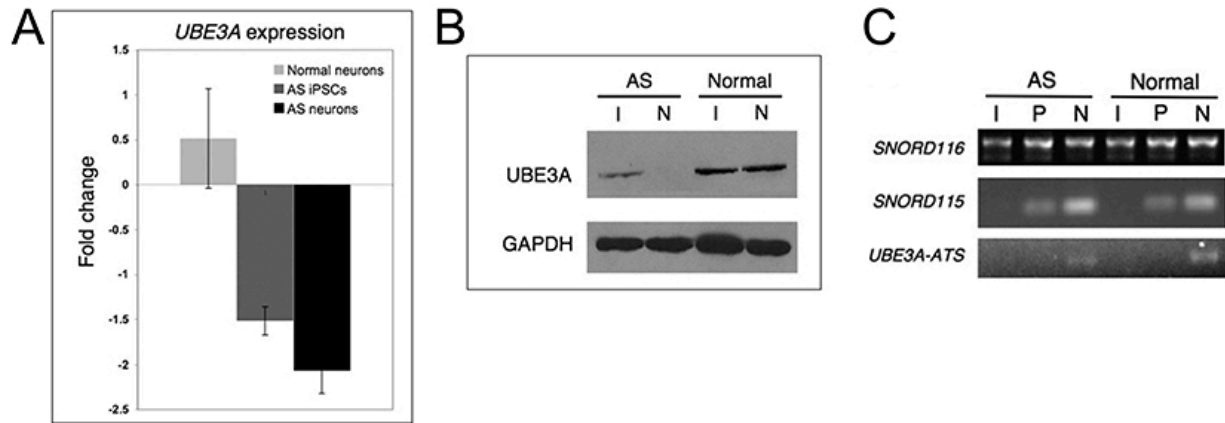 A
UBE3A expression
Fold change
1.5
1
0.5
0
-0.5
-1
-1.5
-2
-2.5
Normal neurons
AS iPSCs
AS neurons
B
AS Normal
I N I N
UBE3A
GAPDH
C
AS Normal
I P N I P N
SNORD116
SNORD115
UBE3A-ATS